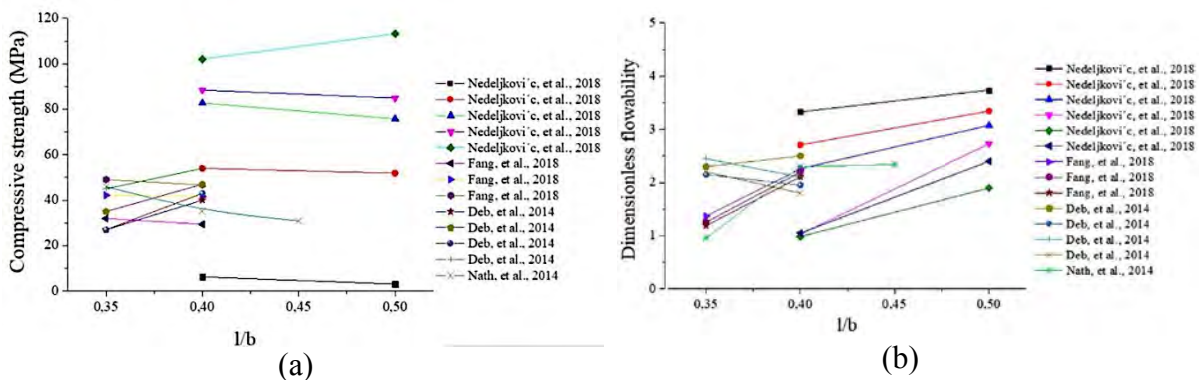 120
100
80
60
40
20
0
Compressive strength (MPa)
0,35 0,40 0,45 0,50
l/b
(a)
Nedeljkovi´c, et al., 2018
Nedeljkovi´c, et al., 2018
Nedeljkovi´c, et al., 2018
Nedeljkovi´c, et al., 2018
Nedeljkovi´c, et al., 2018
Fang, et al., 2018
Fang, et al., 2018
Fang, et al., 2018
Deb, et al., 2014
Deb, et al., 2014
Deb, et al., 2014
Deb, et al., 2014
Nath, et al., 2014
5
4
3
2
1
0
Dimensionless flowability
0,35 0,40 0,45 0,50
l/b
(b)
Nedeljkovi´c, et al., 2018
Nedeljkovi´c, et al., 2018
Nedeljkovi´c, et al., 2018
Nedeljkovi´c, et al., 2018
Nedeljkovi´c, et al., 2018
Nedeljkovi´c, et al., 2018
Fang, et al., 2018
Fang, et al., 2018
Fang, et al., 2018
Deb, et al., 2014
Deb, et al., 2014
Deb, et al., 2014
Deb, et al., 2014
Nath, et al., 2014